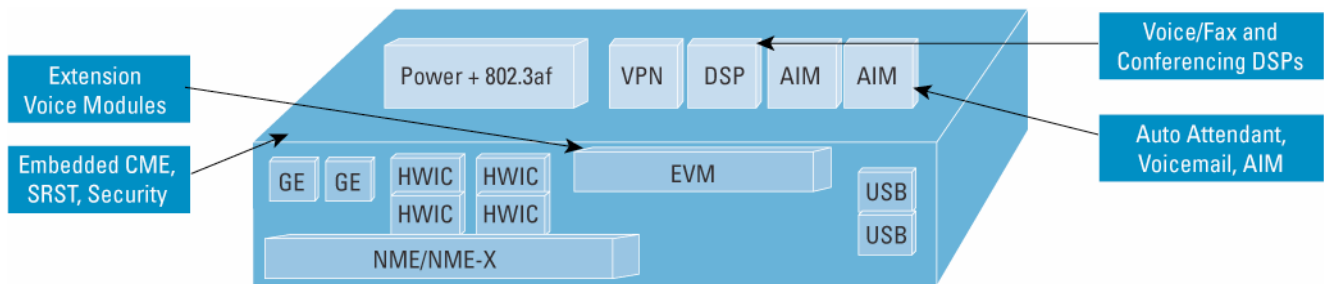 Extension
Voice Modules
Embedded CME,
SRST, Security
Power + 802.3af
VPN
DSP
AIM
AIM
Voice/Fax and
Conferencing DSPs
Auto Attendant,
Voicemail, AIM
GE
GE
HWIC
HWIC
HWIC
HWIC
EVM
USB
USB
NME/NME-X